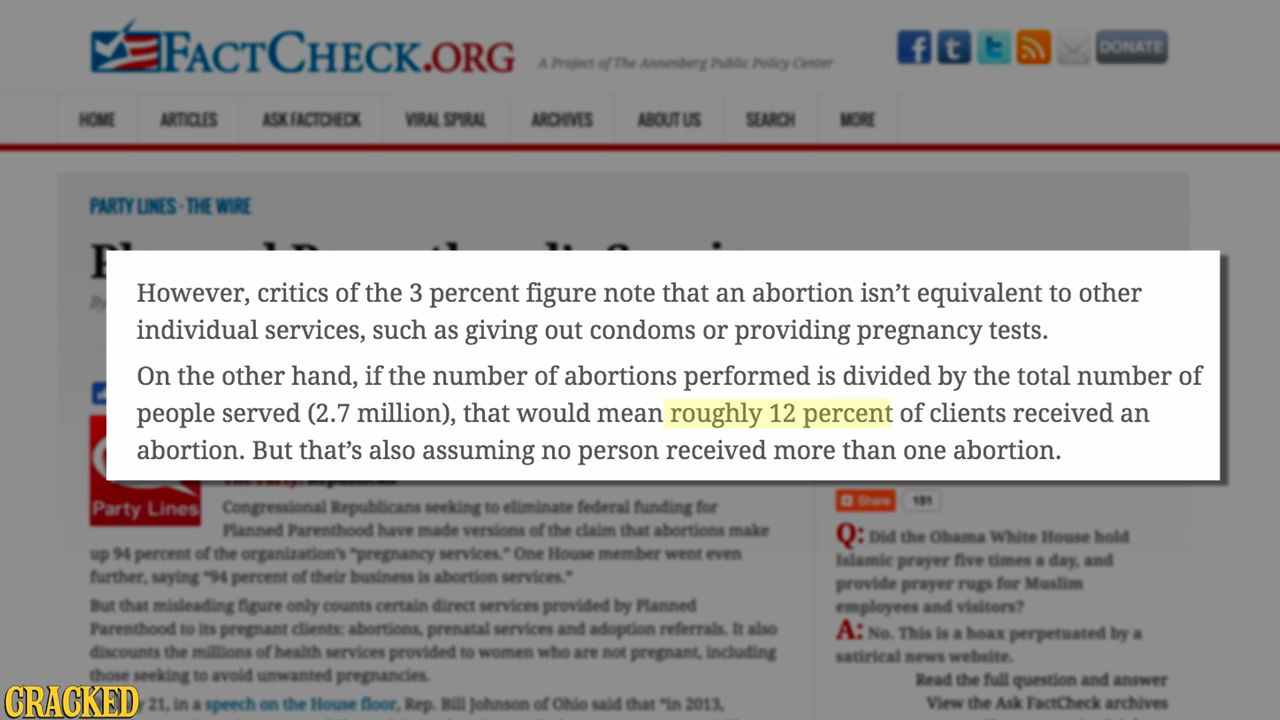 FACTCHECK.ORG
A Project of The Annenberg Public Policy Center
DONATE
HOME ARTICLES ASK FACTCHECK VIRAL SPIRAL ARCHIVES ABOUT US SEARCH MORE
PARTY LINES · THE WIRE
However, critics of the 3 percent figure note that an abortion isn't equivalent to other
individual services, such as giving out condoms or providing pregnancy tests.
On the other hand, if the number of abortions performed is divided by the total number of
people served (2.7 million), that would mean roughly 12 percent of clients received an
abortion. But that's also assuming no person received more than one abortion.
Party Lines
Congressional Republicans seeking to eliminate federal funding for
Planned Parenthood have made versions of the claim that abortions make
up 94 percent of the organization's "pregnancy services." One House member went even
further, saying "94 percent of their business is abortion services."
But that misleading figure only counts certain direct services provided by Planned
Parenthood to its pregnant clients: abortions, prenatal services and adoption referrals. It also
discounts the millions of health services provided to women who are not pregnant, including
those seeking to avoid unwanted pregnancies.
21, in a speech on the House floor, Rep. Bill Johnson of Ohio said that "in 2013,
Share 151
Q: Did the Obama White House hold
Islamic prayer five times a day, and
provide prayer rugs for Muslim
employees and visitors?
A: No. This is a hoax perpetuated by a
satirical news website.
Read the full question and answer
View the Ask FactCheck archives
CRACKED